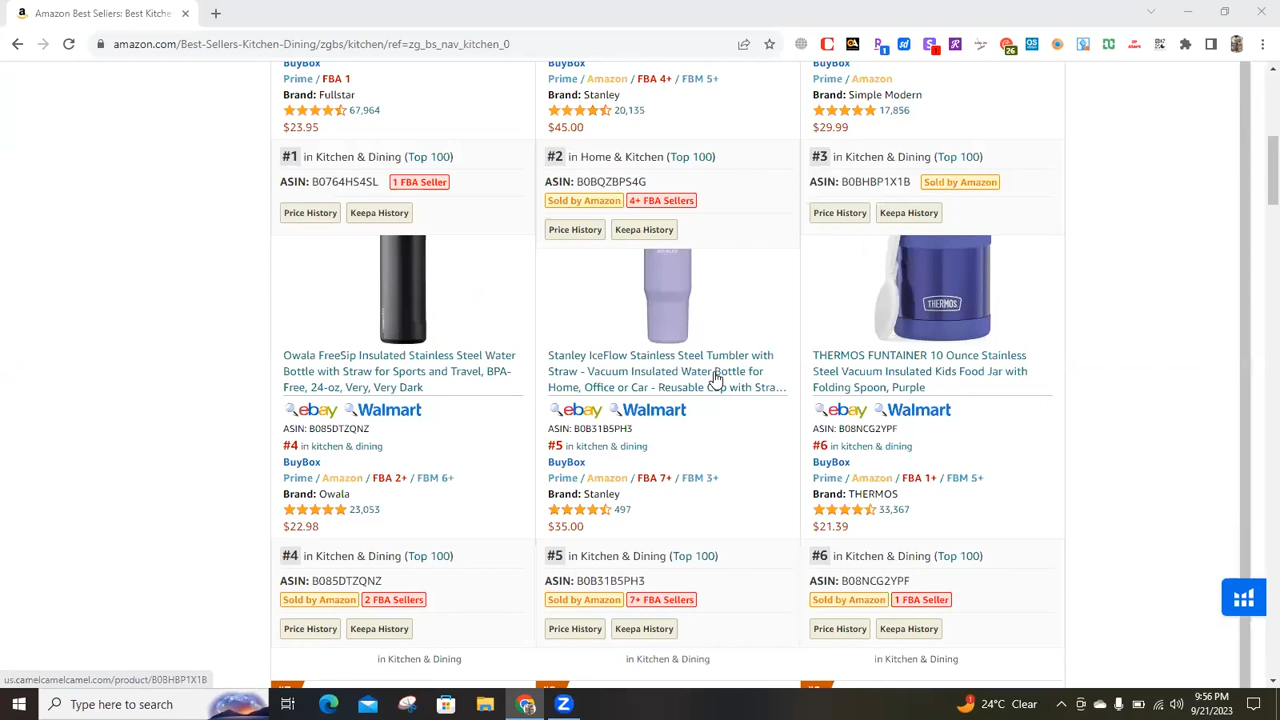 Amazon Best Sellers: Best Kitche
amazon.com/Best-Sellers-Kitchen-Dining/zgbs/kitchen/ref=zg_bs_nav_kitchen_0
BuyBox
Prime / FBA 1
Brand: Fullstar
67,964
$23.95
#1 in Kitchen & Dining (Top 100)
ASIN: B0764HS4SL 1 FBA Seller
Price History Keepa History
BuyBox
Prime / Amazon / FBA 4+ / FBM 5+
Brand: Stanley
20,135
$45.00
#2 in Home & Kitchen (Top 100)
ASIN: B0BQZBPS4G
Sold by Amazon 4+ FBA Sellers
Price History Keepa History
BuyBox
Prime / Amazon
Brand: Simple Modern
17,856
$29.99
#3 in Kitchen & Dining (Top 100)
ASIN: B0BHBP1X1B Sold by Amazon
Price History Keepa History
Owala FreeSip Insulated Stainless Steel Water
Bottle with Straw for Sports and Travel, BPA-
Free, 24-oz, Very, Very Dark
ebay Walmart
ASIN: B085DTZQNZ
#4 in kitchen & dining
BuyBox
Prime / Amazon / FBA 2+ / FBM 6+
Brand: Owala
23,053
$22.98
#4 in Kitchen & Dining (Top 100)
ASIN: B085DTZQNZ
Sold by Amazon 2 FBA Sellers
Price History Keepa History
in Kitchen & Dining
Stanley IceFlow Stainless Steel Tumbler with
Straw - Vacuum Insulated Water Bottle for
Home, Office or Car - Reusable Cup with Stra…
ebay Walmart
ASIN: B0B31B5PH3
#5 in kitchen & dining
BuyBox
Prime / Amazon / FBA 7+ / FBM 3+
Brand: Stanley
497
$35.00
#5 in Kitchen & Dining (Top 100)
ASIN: B0B31B5PH3
Sold by Amazon 7+ FBA Sellers
Price History Keepa History
in Kitchen & Dining
THERMOS
THERMOS FUNTAINER 10 Ounce Stainless
Steel Vacuum Insulated Kids Food Jar with
Folding Spoon, Purple
ebay Walmart
ASIN: B08NCG2YPF
#6 in kitchen & dining
BuyBox
Prime / Amazon / FBA 1+ / FBM 5+
Brand: THERMOS
33,367
$21.39
#6 in Kitchen & Dining (Top 100)
ASIN: B08NCG2YPF
Sold by Amazon 1 FBA Seller
Price History Keepa History
in Kitchen & Dining
us.camelcamelcamel.com/product/B0BHBP1X1B
Type here to search
24°C Clear
9:56 PM
9/21/2023